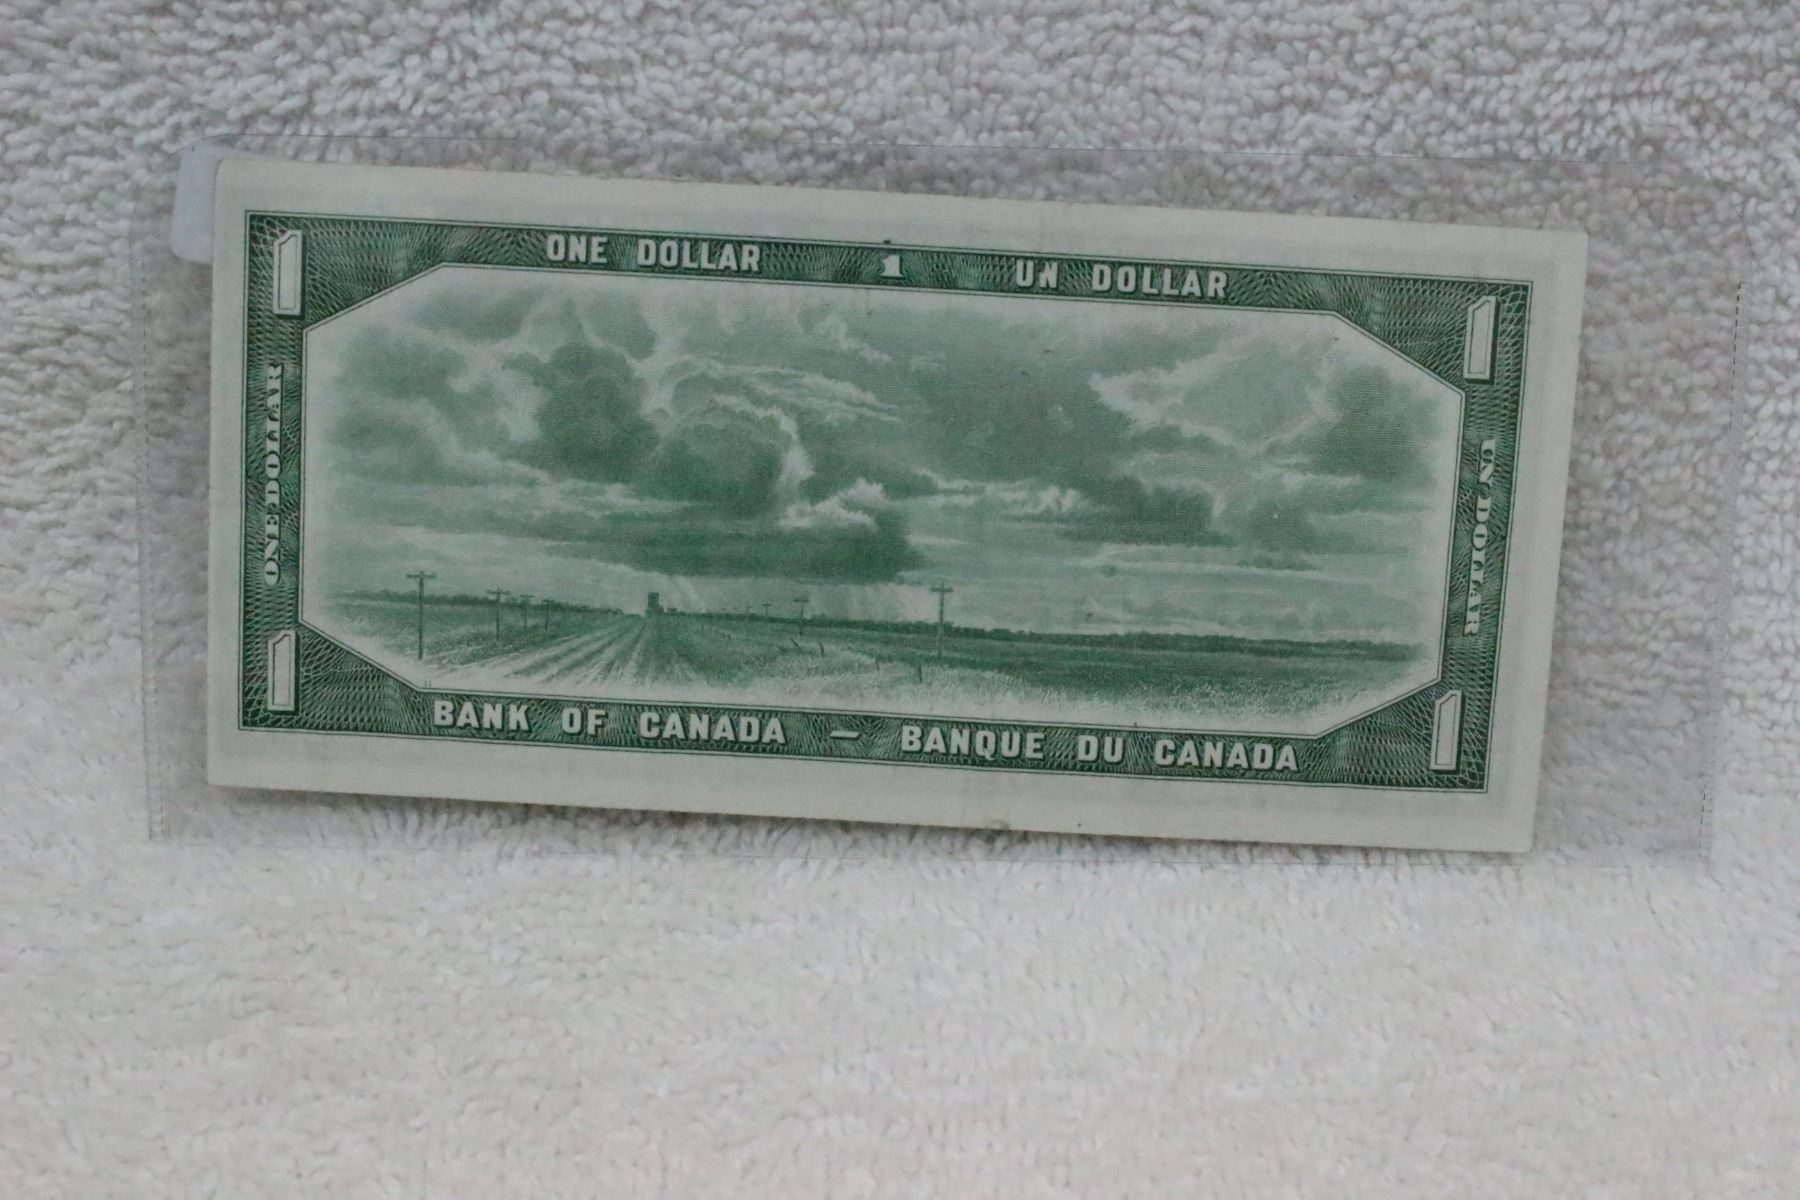 1 ONE DOLLAR 1 UN DOLLAR 1
ONE DOLLAR
UN DOLLAR
1 BANK OF CANADA – BANQUE DU CANADA 1